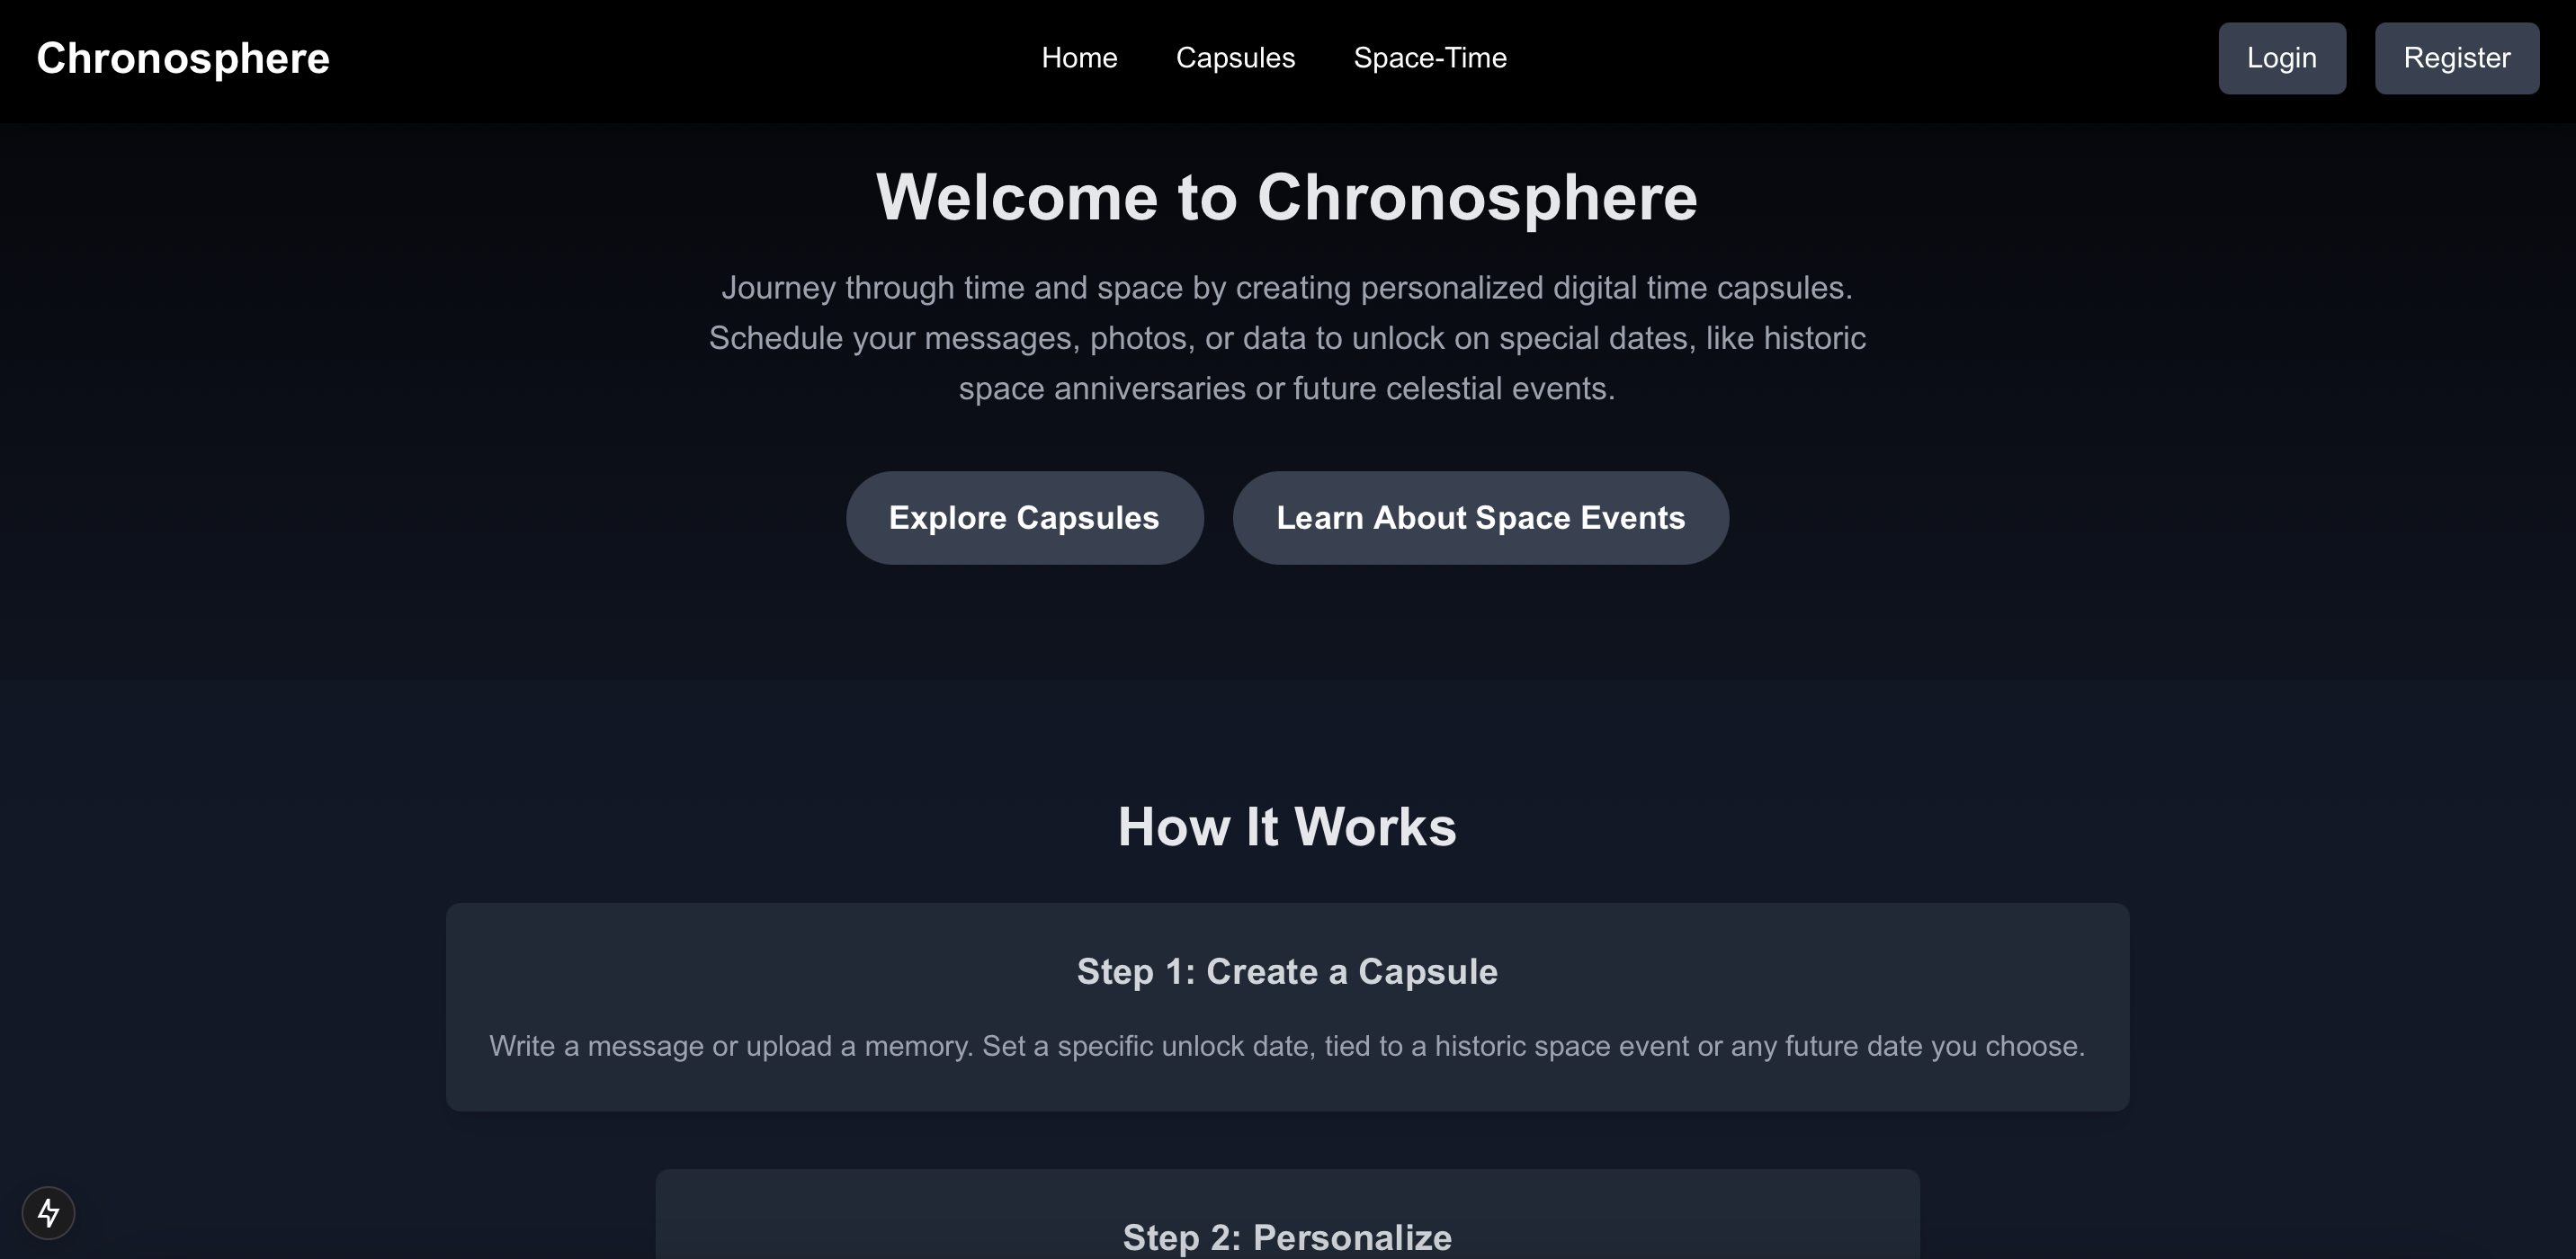 Chronosphere
Home
Capsules
Space-Time
Login
Register
Welcome to Chronosphere
Journey through time and space by creating personalized digital time capsules.
Schedule your messages, photos, or data to unlock on special dates, like historic
space anniversaries or future celestial events.
Explore Capsules
Learn About Space Events
How It Works
Step 1: Create a Capsule
Write a message or upload a memory. Set a specific unlock date, tied to a historic space event or any future date you choose.
Step 2: Personalize